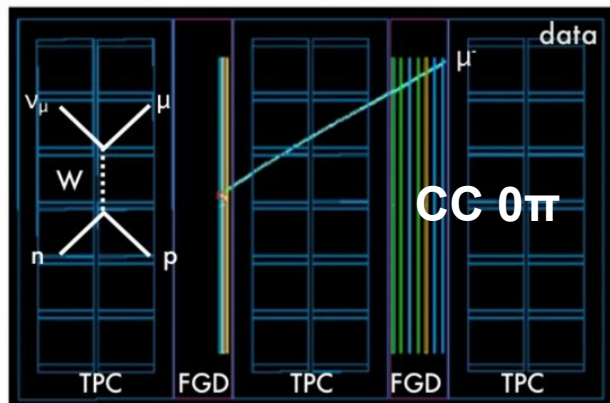 data
μ⁻
νμ μ
W
CC 0π
n p
TPC FGD TPC FGD TPC